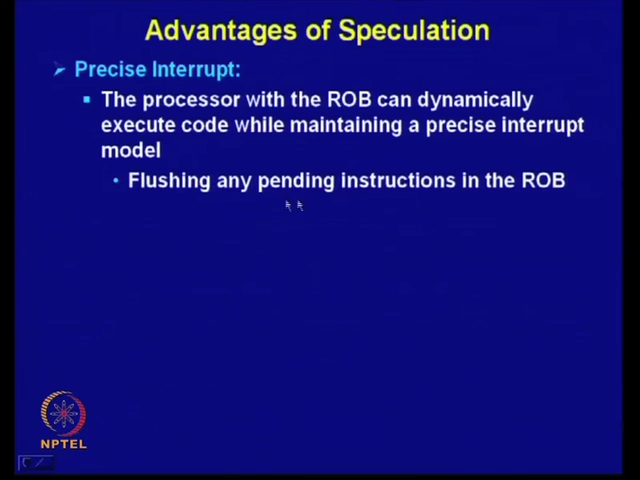 Advantages of Speculation
Precise Interrupt:
The processor with the ROB can dynamically
execute code while maintaining a precise interrupt
model
Flushing any pending instructions in the ROB
NPTEL